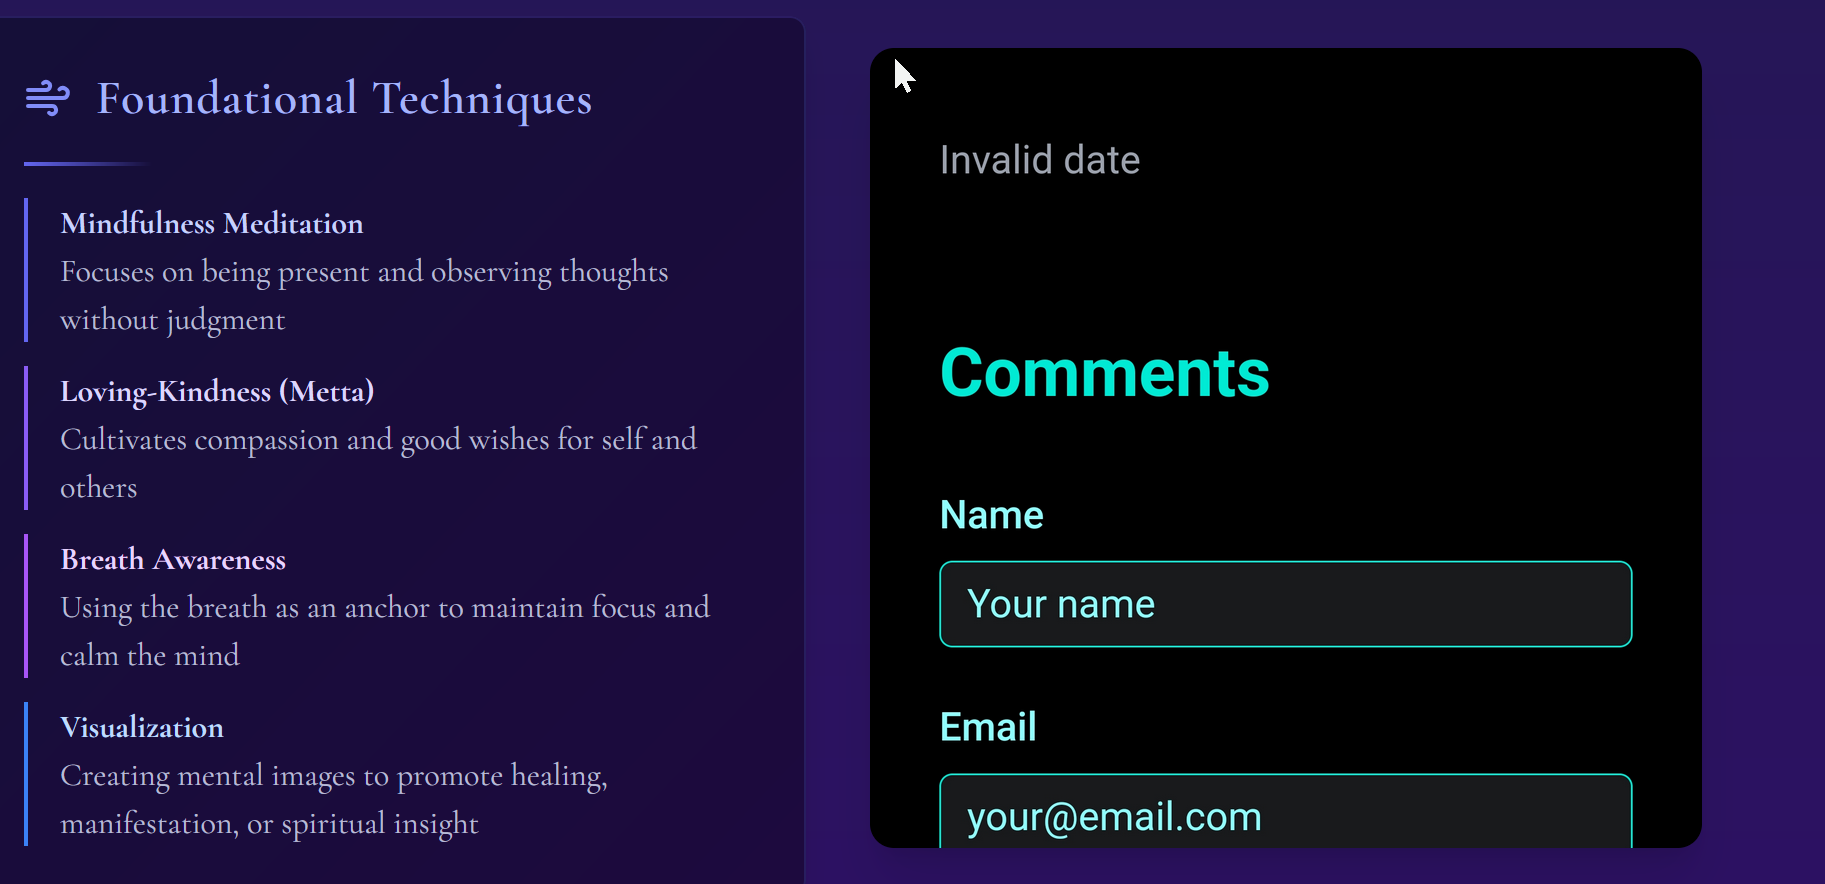 Foundational Techniques
Mindfulness Meditation
Focuses on being present and observing thoughts
without judgment
Loving-Kindness (Metta)
Cultivates compassion and good wishes for self and
others
Breath Awareness
Using the breath as an anchor to maintain focus and
calm the mind
Visualization
Creating mental images to promote healing,
manifestation, or spiritual insight
Invalid date
Comments
Name
Your name
Email
your@email.com